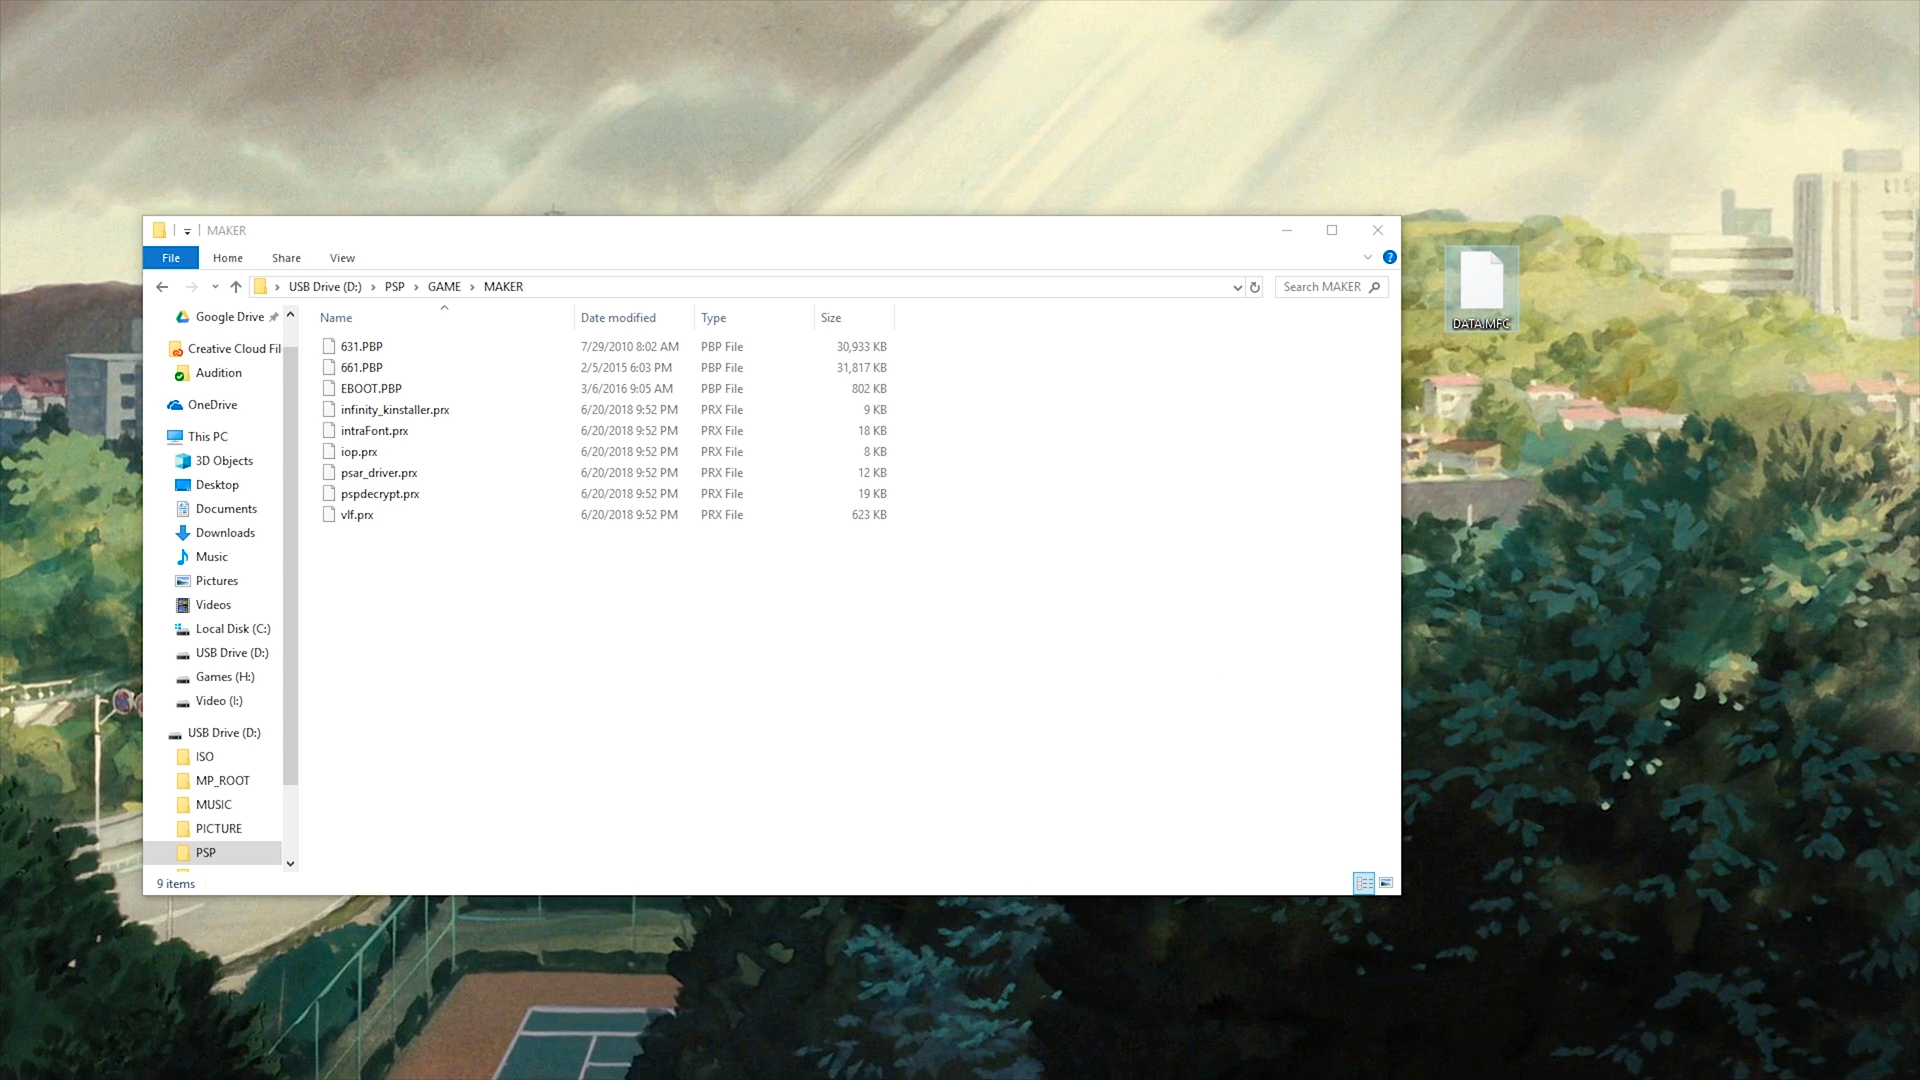 MAKER
File Home Share View
USB Drive (D:) PSP GAME MAKER
Search MAKER
Name Date modified Type Size
631.PBP 7/29/2010 8:02 AM PBP File 30,933 KB
661.PBP 2/5/2015 6:03 PM PBP File 31,817 KB
EBOOT.PBP 3/6/2016 9:05 AM PBP File 802 KB
infinity_kinstaller.prx 6/20/2018 9:52 PM PRX File 9 KB
intraFont.prx 6/20/2018 9:52 PM PRX File 18 KB
iop.prx 6/20/2018 9:52 PM PRX File 8 KB
psar_driver.prx 6/20/2018 9:52 PM PRX File 12 KB
pspdecrypt.prx 6/20/2018 9:52 PM PRX File 19 KB
vlf.prx 6/20/2018 9:52 PM PRX File 623 KB
Google Drive
Creative Cloud Fil
Audition
OneDrive
This PC
3D Objects
Desktop
Documents
Downloads
Music
Pictures
Videos
Local Disk (C:)
USB Drive (D:)
Games (H:)
Video (I:)
USB Drive (D:)
ISO
MP_ROOT
MUSIC
PICTURE
PSP
9 items
DATA.MFC